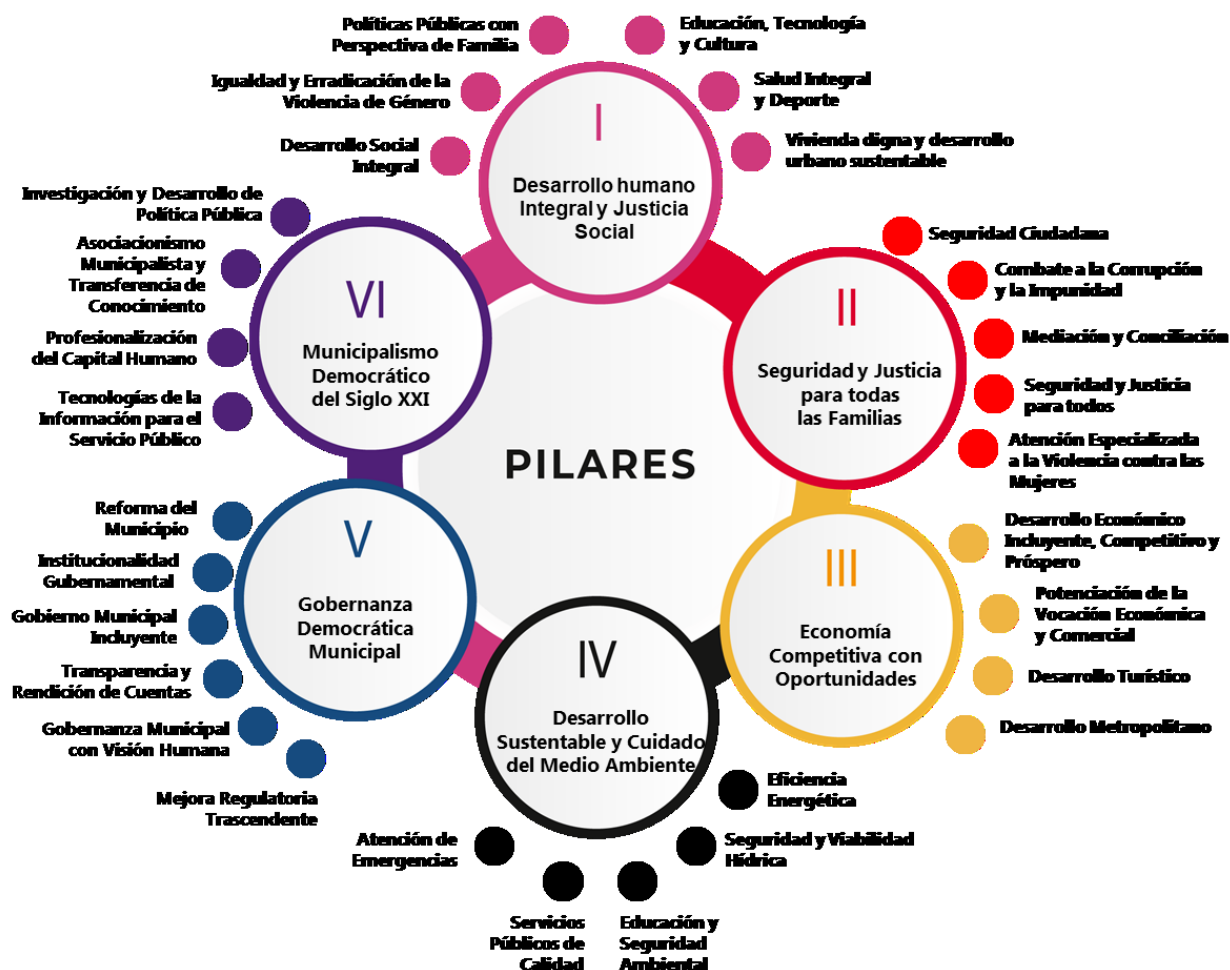 Políticas Públicas con
Perspectiva de Familia
Igualdad y Erradicación de la
Violencia de Género
Desarrollo Social
Integral
Educación, Tecnología
y Cultura
Salud Integral
y Deporte
Vivienda digna y desarrollo
urbano sustentable
I
Desarrollo humano
Integral y Justicia
Social
II
Seguridad y Justicia
para todas
las Familias
Seguridad Ciudadana
Combate a la Corrupción
y la Impunidad
Mediación y Conciliación
Seguridad y Justicia
para todos
Atención Especializada
a la Violencia contra las
Mujeres
III
Economía
Competitiva con
Oportunidades
Desarrollo Económico
Incluyente, Competitivo y
Próspero
Potenciación de la
Vocación Económica
y Comercial
Desarrollo Turístico
Desarrollo Metropolitano
IV
Desarrollo
Sustentable y Cuidado
del Medio Ambiente
Eficiencia
Energética
Seguridad y Viabilidad
Hídrica
Educación y
Seguridad
Ambiental
Servicios
Públicos de
Calidad
Atención de
Emergencias
V
Gobernanza
Democrática
Municipal
Reforma del
Municipio
Institucionalidad
Gubernamental
Gobierno Municipal
Incluyente
Transparencia y
Rendición de Cuentas
Gobernanza Municipal
con Visión Humana
Mejora Regulatoria
Trascendente
VI
Municipalismo
Democrático
del Siglo XXI
Investigación y Desarrollo de
Política Pública
Asociacionismo
Municipalista y
Transferencia de
Conocimiento
Profesionalización
del Capital Humano
Tecnologías de la
Información para el
Servicio Público
PILARES